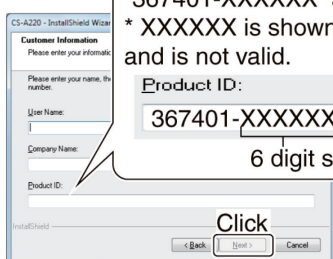 367401-XXXXXX
* XXXXXX is shown
and is not valid.
Product ID:
367401-XXXXXX
6 digit s
CS-A220 - InstallShield Wizar
Customer Information
Please enter your informatic
Please enter your name, the
number.
User Name:
Company Name:
Product ID:
InstallShield
Click
< Back
Next >
Cancel